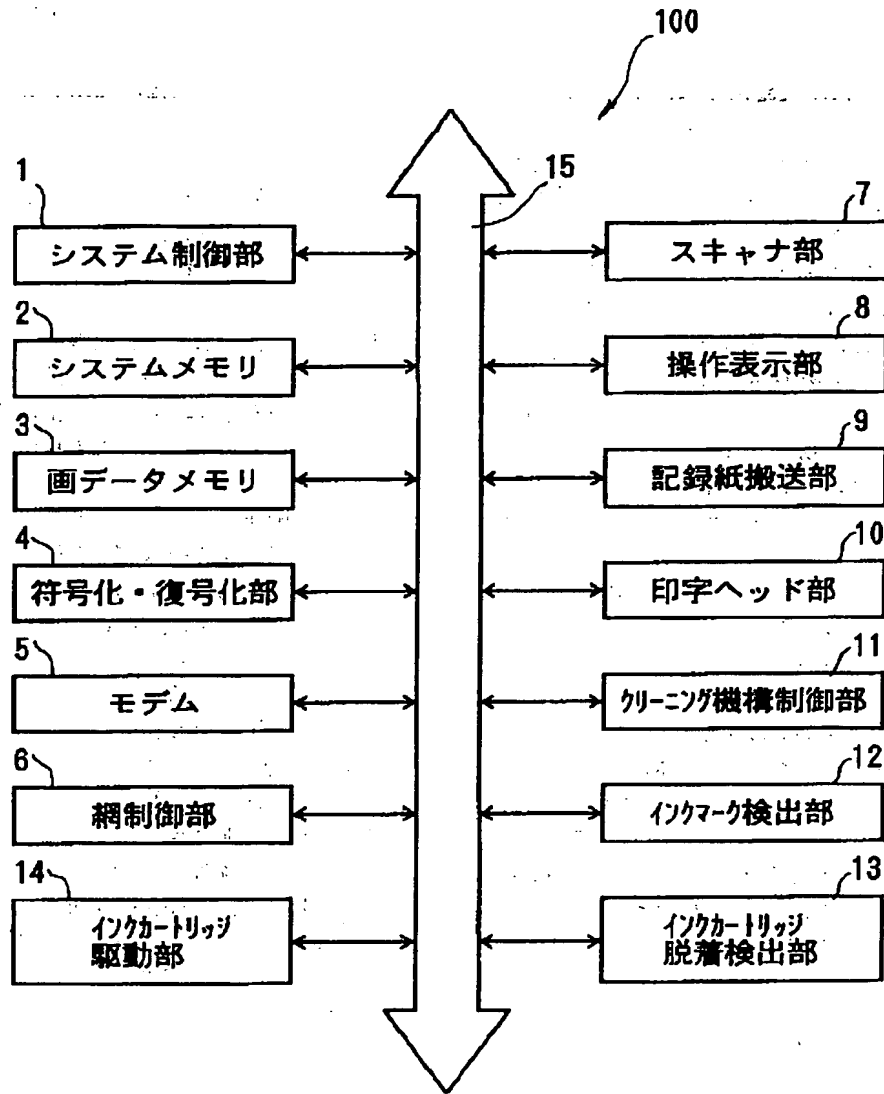 100
15
1
システム制御部
2
システムメモリ
3
画データメモリ
4
符号化・復号化部
5
モデム
6
網制御部
14
インクカートリッジ
駆動部
7
スキャナ部
8
操作表示部
9
記録紙搬送部
10
印字ヘッド部
11
クリーニング機構制御部
12
インクマーク検出部
13
インクカートリッジ
脱着検出部